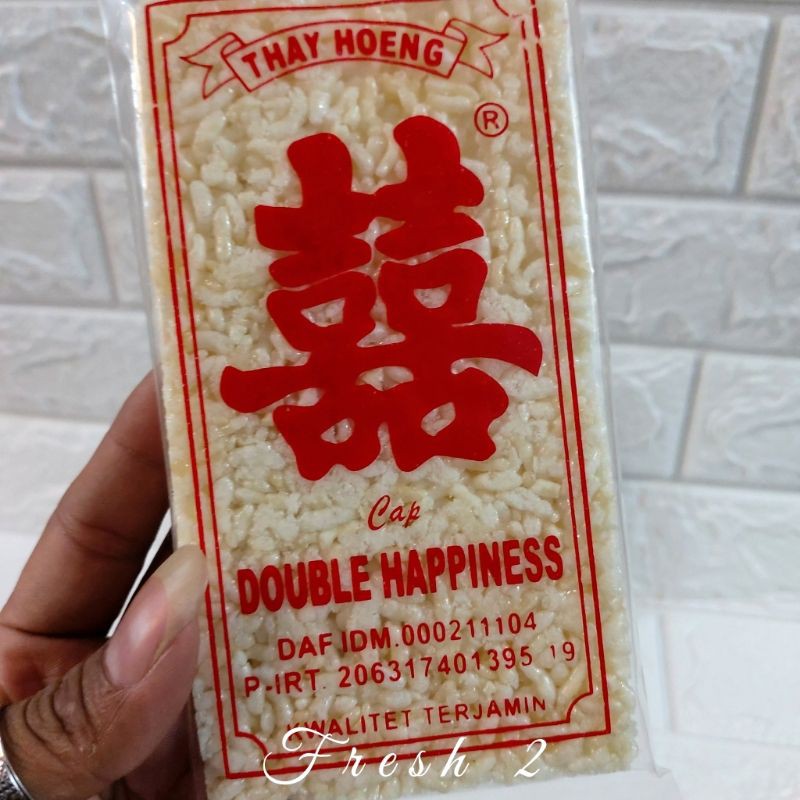 THAY HOENG
®
囍
Cap
DOUBLE HAPPINESS
DAF IDM.000211104
P-IRT. 206317401395 19
KWALITET TERJAMIN
Fresh 2